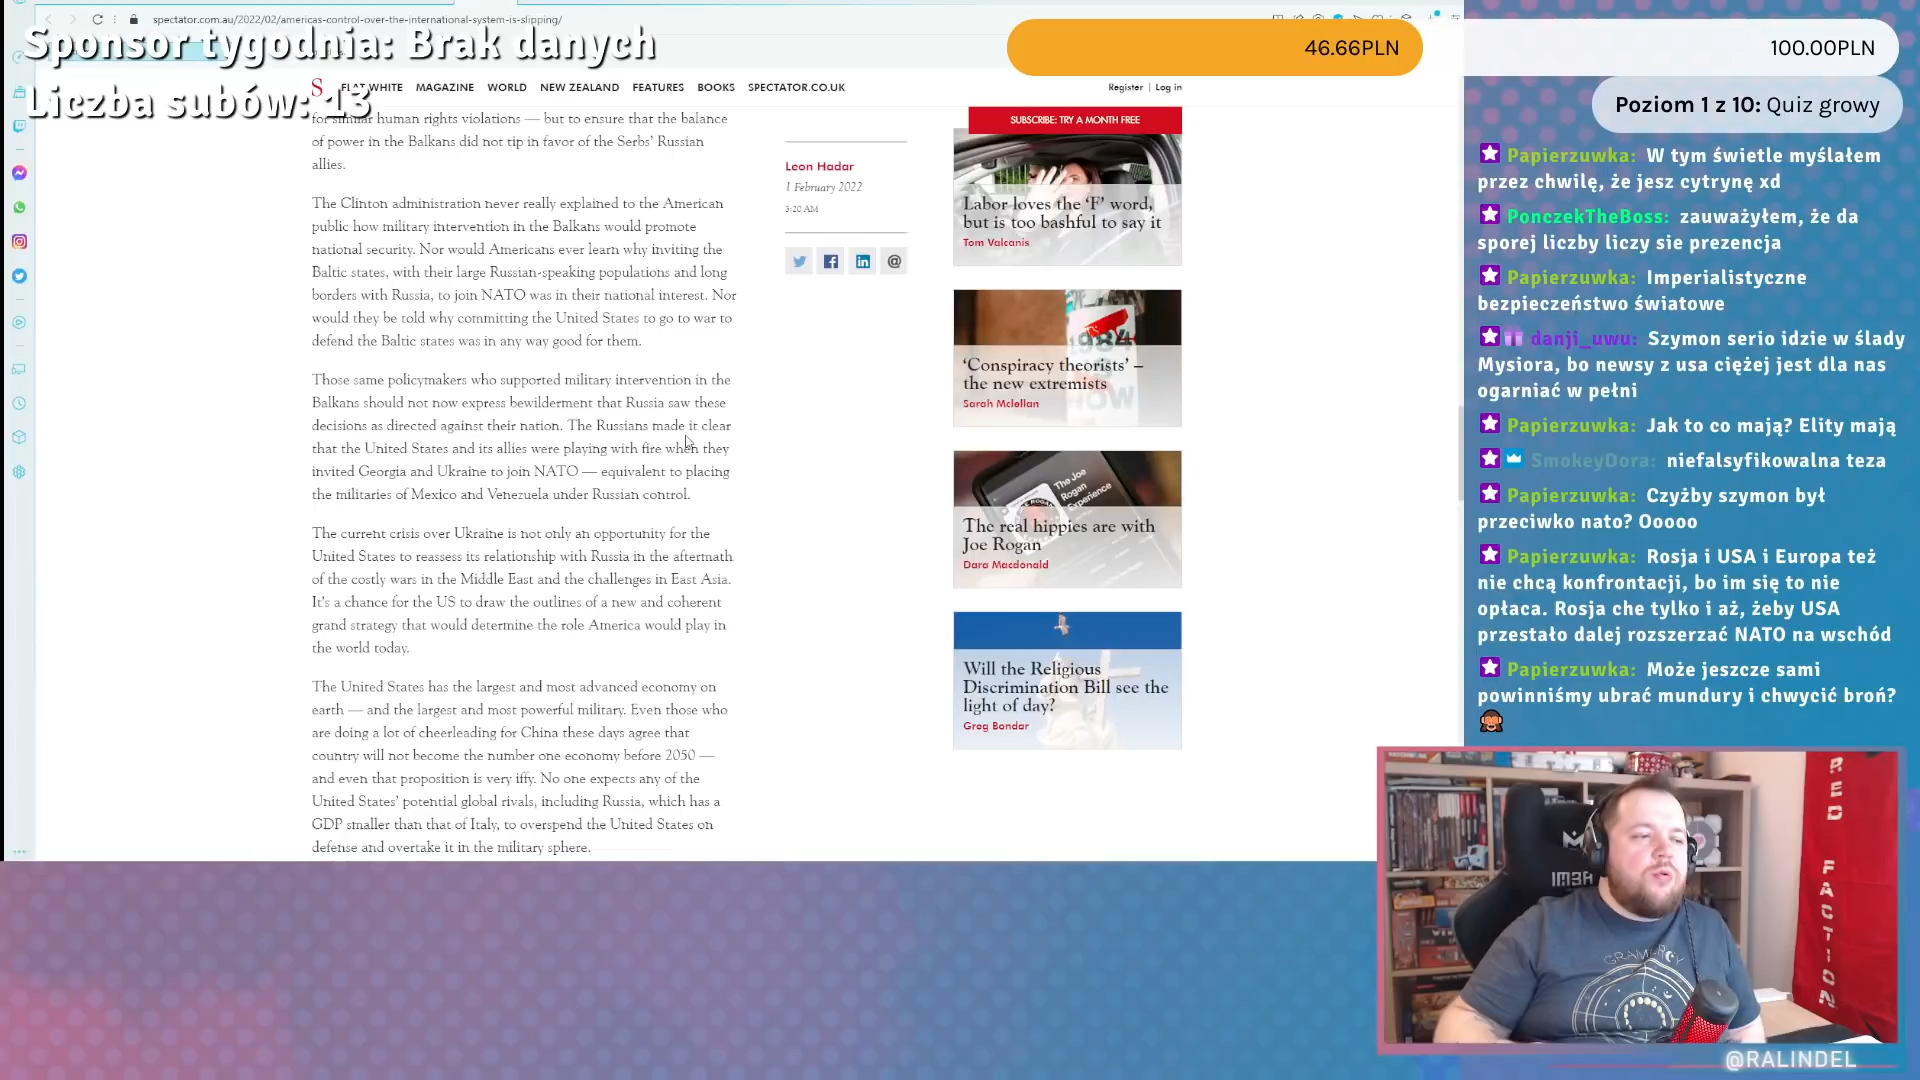 spectator.com.au/2022/02/americas-control-over-the-international-system-is-slipping/
Sponsor tygodnia: Brak danych
Liczba subów: 13
46.66PLN
100.00PLN
Poziom 1 z 10: Quiz growy
S
FLAT WHITE MAGAZINE WORLD NEW ZEALAND FEATURES BOOKS SPECTATOR.CO.UK
Register | Log in
SUBSCRIBE: TRY A MONTH FREE
for similar human rights violations — but to ensure that the balance
of power in the Balkans did not tip in favor of the Serbs' Russian
allies.
The Clinton administration never really explained to the American
public how military intervention in the Balkans would promote
national security. Nor would Americans ever learn why inviting the
Baltic states, with their large Russian-speaking populations and long
borders with Russia, to join NATO was in their national interest. Nor
would they be told why committing the United States to go to war to
defend the Baltic states was in any way good for them.
Those same policymakers who supported military intervention in the
Balkans should not now express bewilderment that Russia saw these
decisions as directed against their nation. The Russians made it clear
that the United States and its allies were playing with fire when they
invited Georgia and Ukraine to join NATO — equivalent to placing
the militaries of Mexico and Venezuela under Russian control.
The current crisis over Ukraine is not only an opportunity for the
United States to reassess its relationship with Russia in the aftermath
of the costly wars in the Middle East and the challenges in East Asia.
It's a chance for the US to draw the outlines of a new and coherent
grand strategy that would determine the role America would play in
the world today.
The United States has the largest and most advanced economy on
earth — and the largest and most powerful military. Even those who
are doing a lot of cheerleading for China these days agree that
country will not become the number one economy before 2050 —
and even that proposition is very iffy. No one expects any of the
United States' potential global rivals, including Russia, which has a
GDP smaller than that of Italy, to overspend the United States on
defense and overtake it in the military sphere.
Leon Hadar
1 February 2022
3:20 AM
Labor loves the 'F' word,
but is too bashful to say it
Tom Valcanis
1984
'Conspiracy theorists' –
the new extremists
Sarah Mclellan
The Joe
Rogan
Experience
The real hippies are with
Joe Rogan
Dara Macdonald
Will the Religious
Discrimination Bill see the
light of day?
Greg Bondar
Papierzuwka: W tym świetle myślałem
przez chwilę, że jesz cytrynę xd
PonczekTheBoss: zauważyłem, że da
sporej liczby liczy sie prezencja
Papierzuwka: Imperialistyczne
bezpieczeństwo światowe
danji_uwu: Szymon serio idzie w ślady
Mysiora, bo newsy z usa ciężej jest dla nas
ogarniać w pełni
Papierzuwka: Jak to co mają? Elity mają
SmokeyDora: niefalsyfikowalna teza
Papierzuwka: Czyżby szymon był
przeciwko nato? Ooooo
Papierzuwka: Rosja i USA i Europa też
nie chcą konfrontacji, bo im się to nie
opłaca. Rosja che tylko i aż, żeby USA
przestało dalej rozszerzać NATO na wschód
Papierzuwka: Może jeszcze sami
powinniśmy ubrać mundury i chwycić broń?
RED FACTION
@RALINDEL